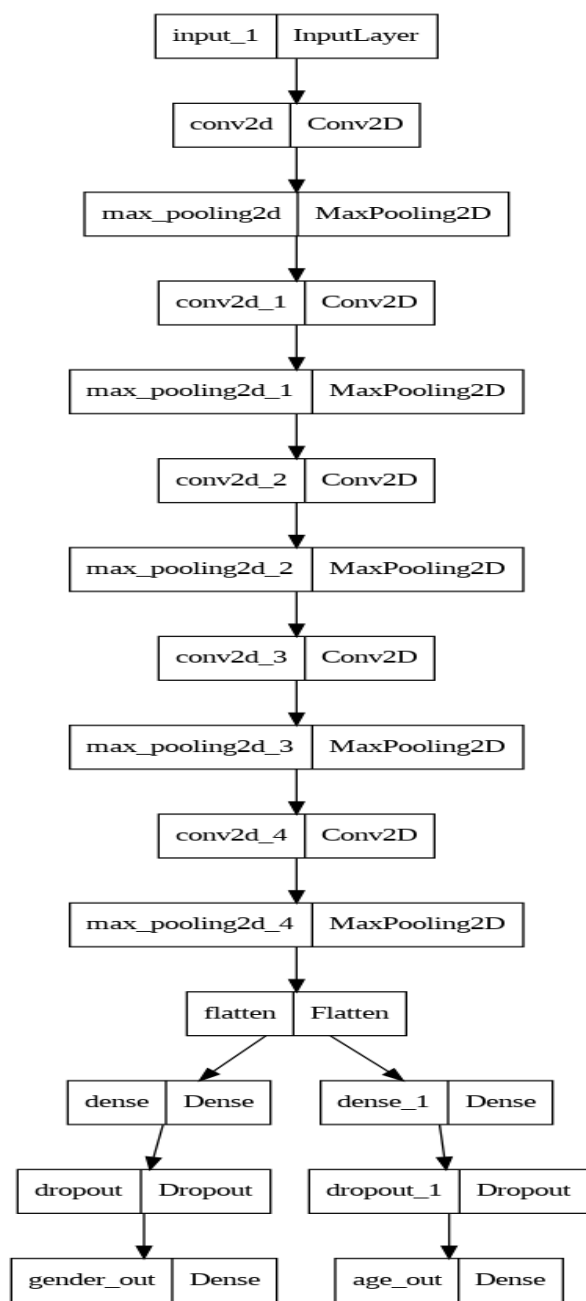 input_1 InputLayer
conv2d Conv2D
max_pooling2d MaxPooling2D
conv2d_1 Conv2D
max_pooling2d_1 MaxPooling2D
conv2d_2 Conv2D
max_pooling2d_2 MaxPooling2D
conv2d_3 Conv2D
max_pooling2d_3 MaxPooling2D
conv2d_4 Conv2D
max_pooling2d_4 MaxPooling2D
flatten Flatten
dense Dense dense_1 Dense
dropout Dropout dropout_1 Dropout
gender_out Dense age_out Dense